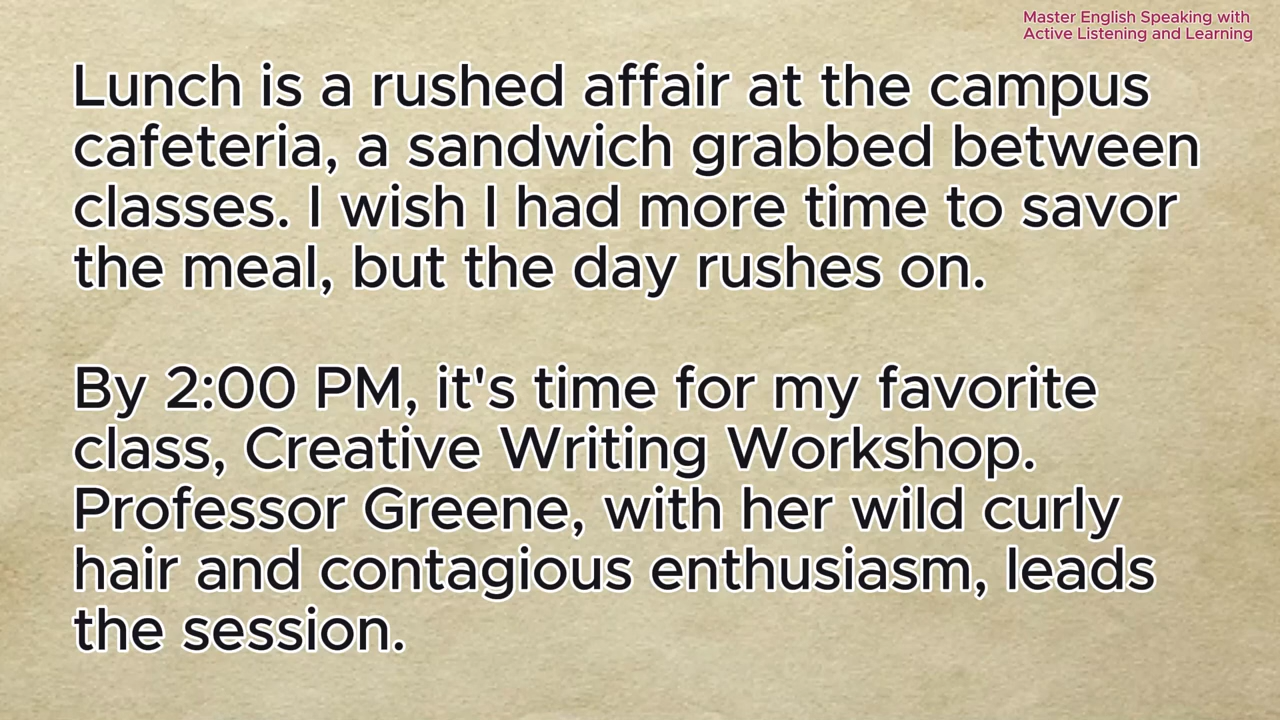 Master English Speaking with
Active Listening and Learning
Lunch is a rushed affair at the campus
cafeteria, a sandwich grabbed between
classes. I wish I had more time to savor
the meal, but the day rushes on.
By 2:00 PM, it's time for my favorite
class, Creative Writing Workshop.
Professor Greene, with her wild curly
hair and contagious enthusiasm, leads
the session.